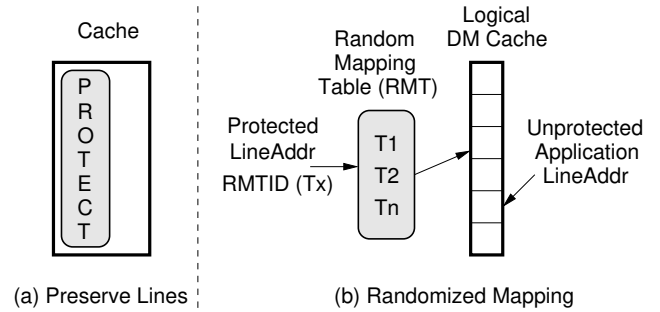 Cache
P
R
O
T
E
C
T
(a) Preserve Lines
Logical
DM Cache
Random
Mapping
Table (RMT)
Protected
LineAddr
RMTID (Tx)
T1
T2
Tn
Unprotected
Application
LineAddr
(b) Randomized Mapping